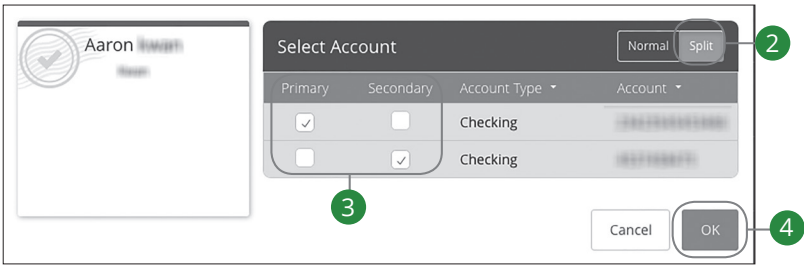 Aaron
Select Account
Normal Split
2
Primary Secondary Account Type Account
Checking
Checking
3
Cancel OK
4